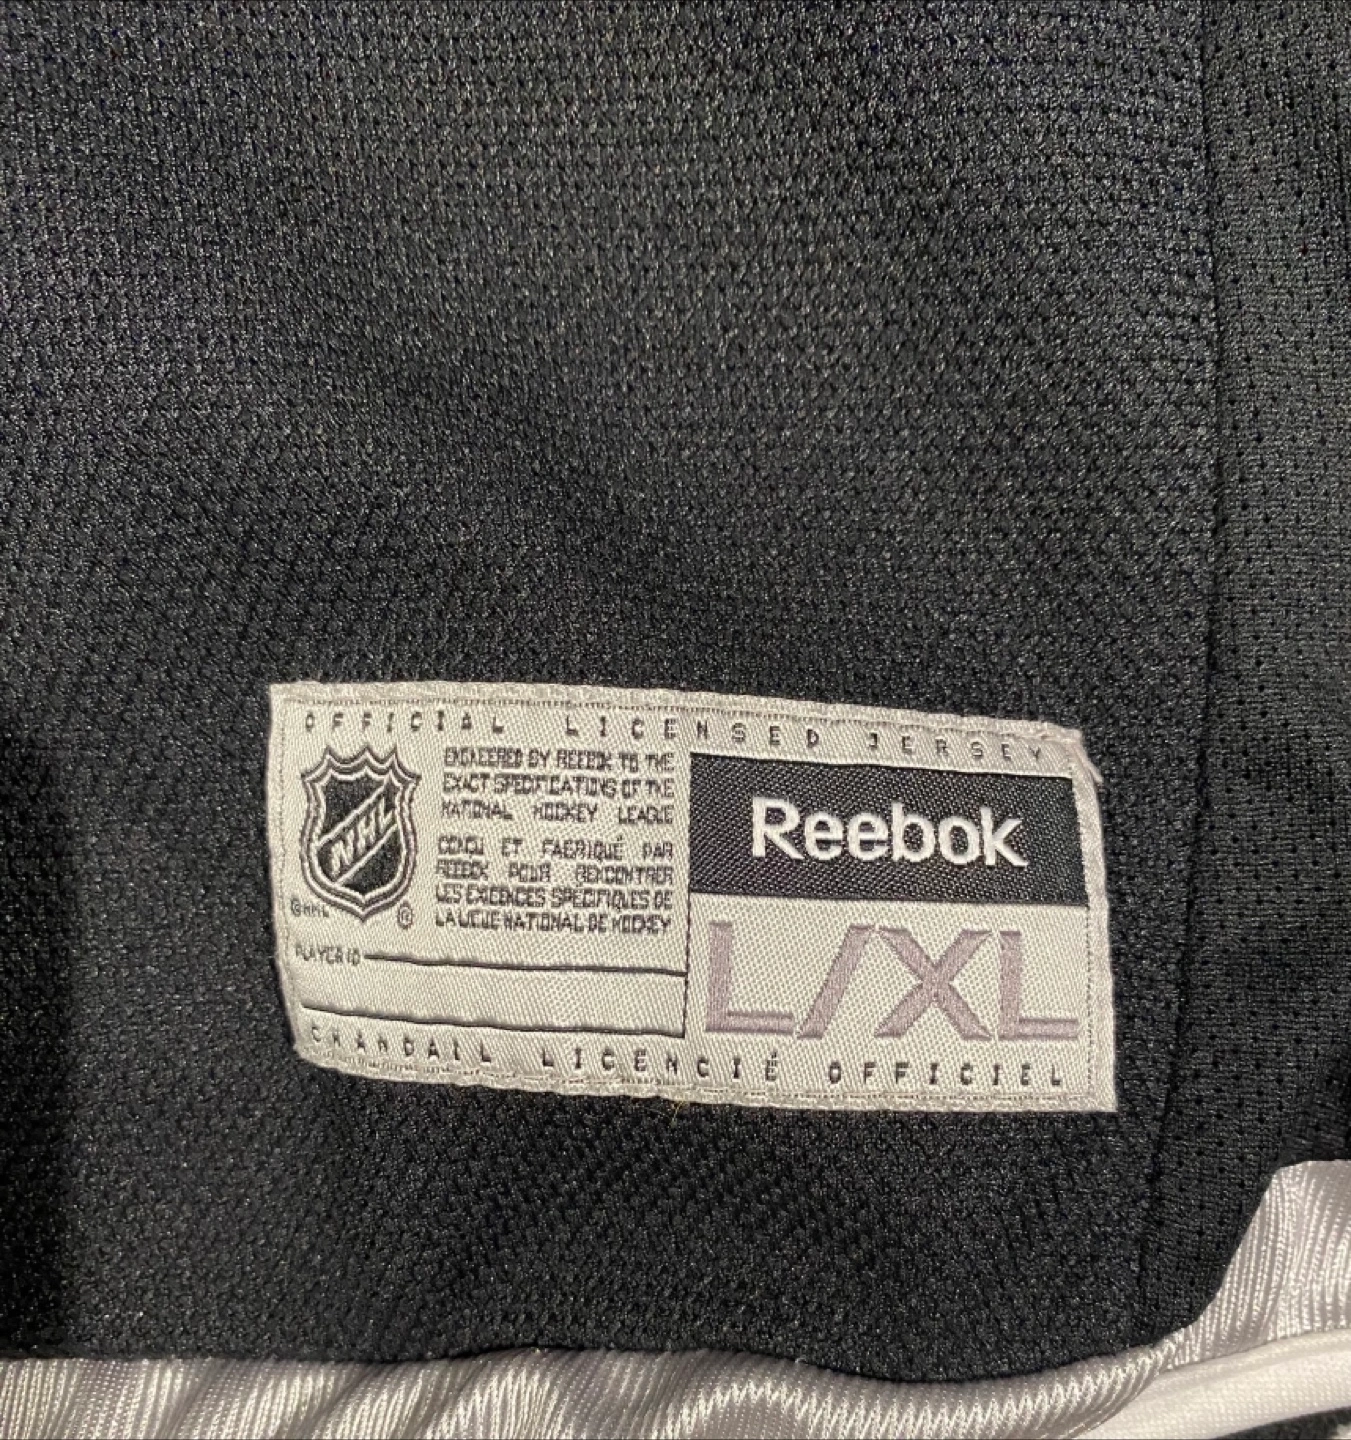 OFFICIAL LICENSED JERSEY
NHL
ENGINEERED BY REEBOK TO THE
EXACT SPECIFICATIONS OF THE
NATIONAL HOCKEY LEAGUE
CONÇU ET FABRIQUÉ PAR
REEBOK POUR RENCONTRER
LES EXIGENCES SPECIFIQUES DE
LA LIGUE NATIONAL DE HOCKEY
©NHL ®
PLAYER ID
Reebok
L/XL
CHANDAIL LICENCIÉ OFFICIEL